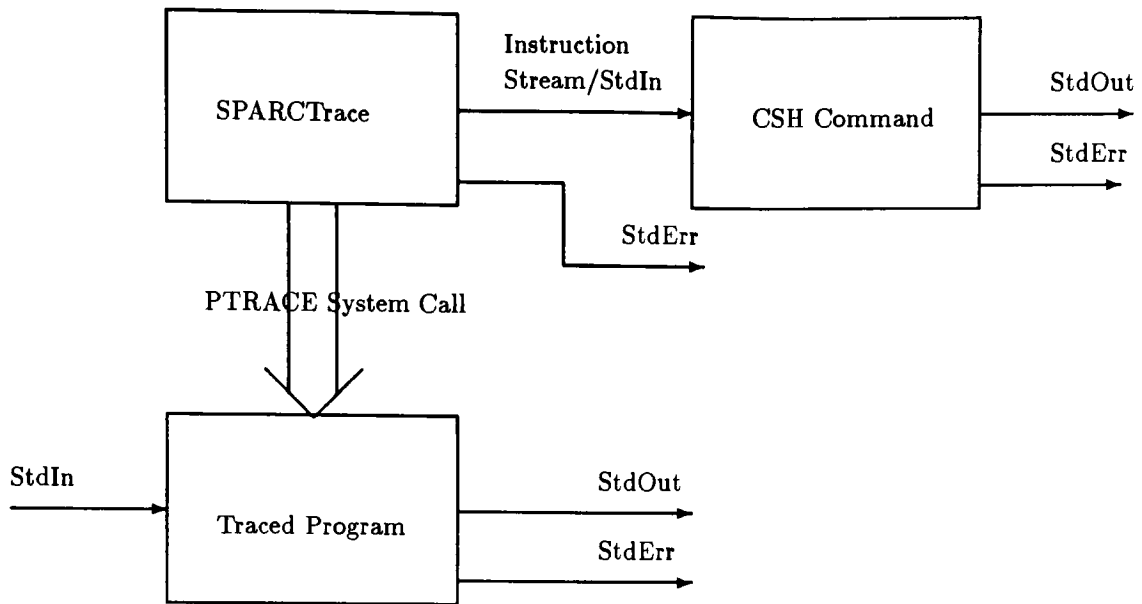 Instruction
Stream/StdIn
SPARCTrace
CSH Command
StdOut
StdErr
StdErr
PTRACE System Call
StdIn
Traced Program
StdOut
StdErr